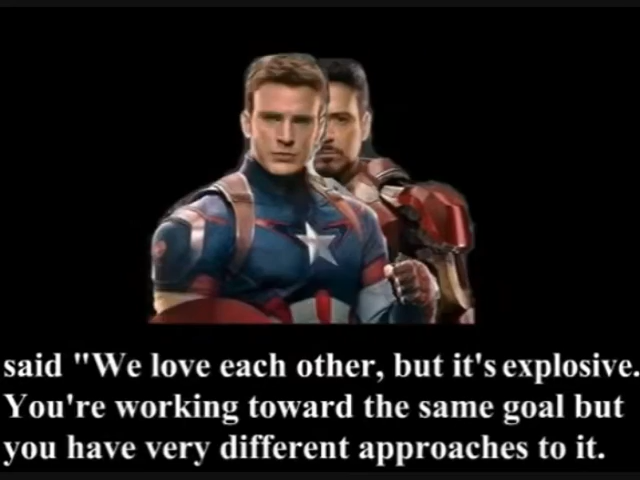 said "We love each other, but it's explosive.
You're working toward the same goal but
you have very different approaches to it.